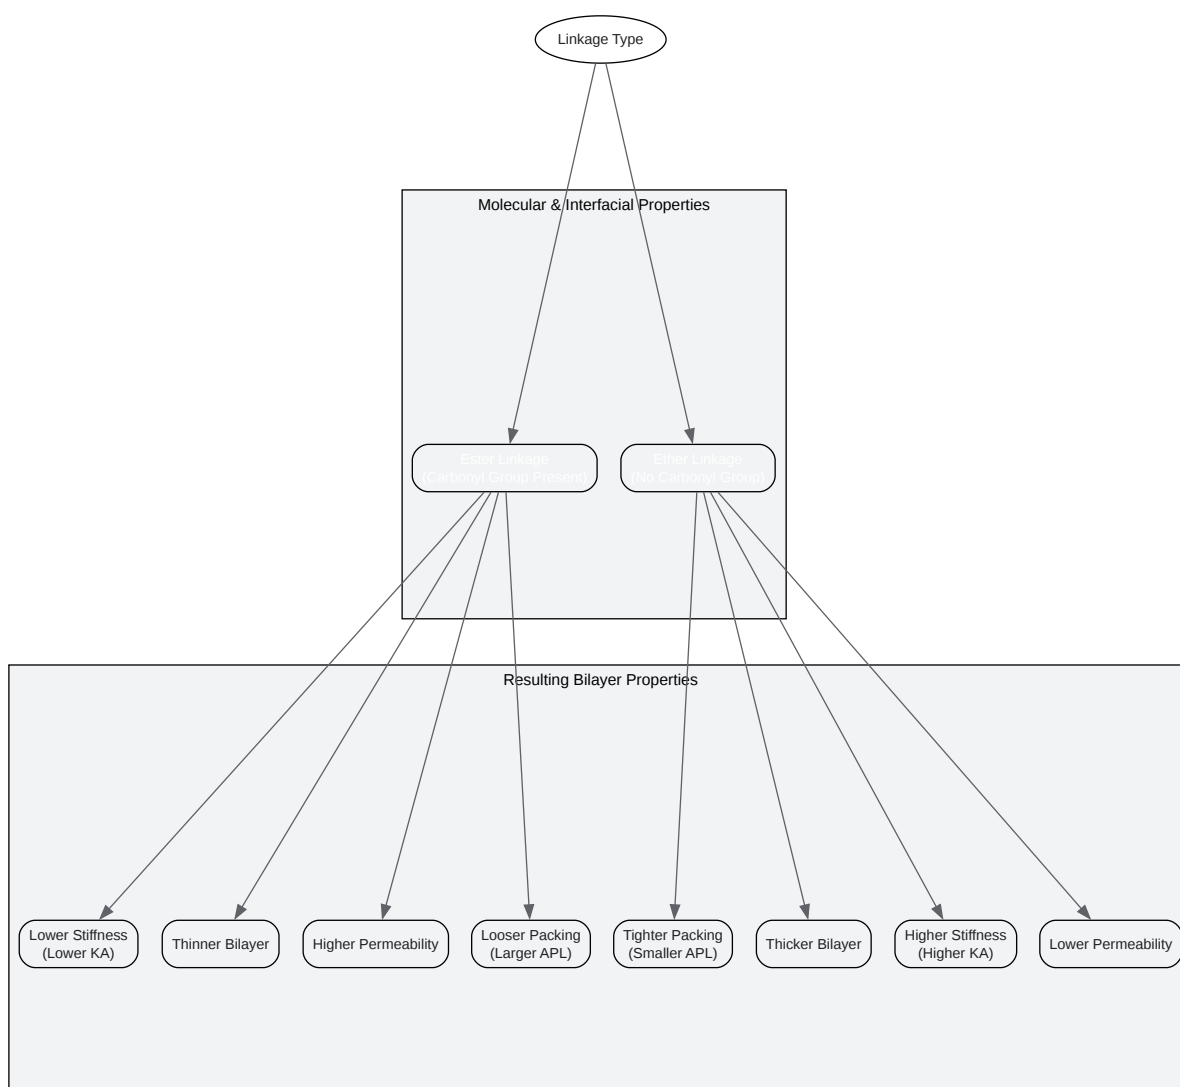 Linkage Type
Molecular & Interfacial Properties
Ester Linkage
(Carbonyl Group Present)
Ether Linkage
(No Carbonyl Group)
Resulting Bilayer Properties
Lower Stiffness
(Lower KA)
Thinner Bilayer
Higher Permeability
Looser Packing
(Larger APL)
Tighter Packing
(Smaller APL)
Thicker Bilayer
Higher Stiffness
(Higher KA)
Lower Permeability